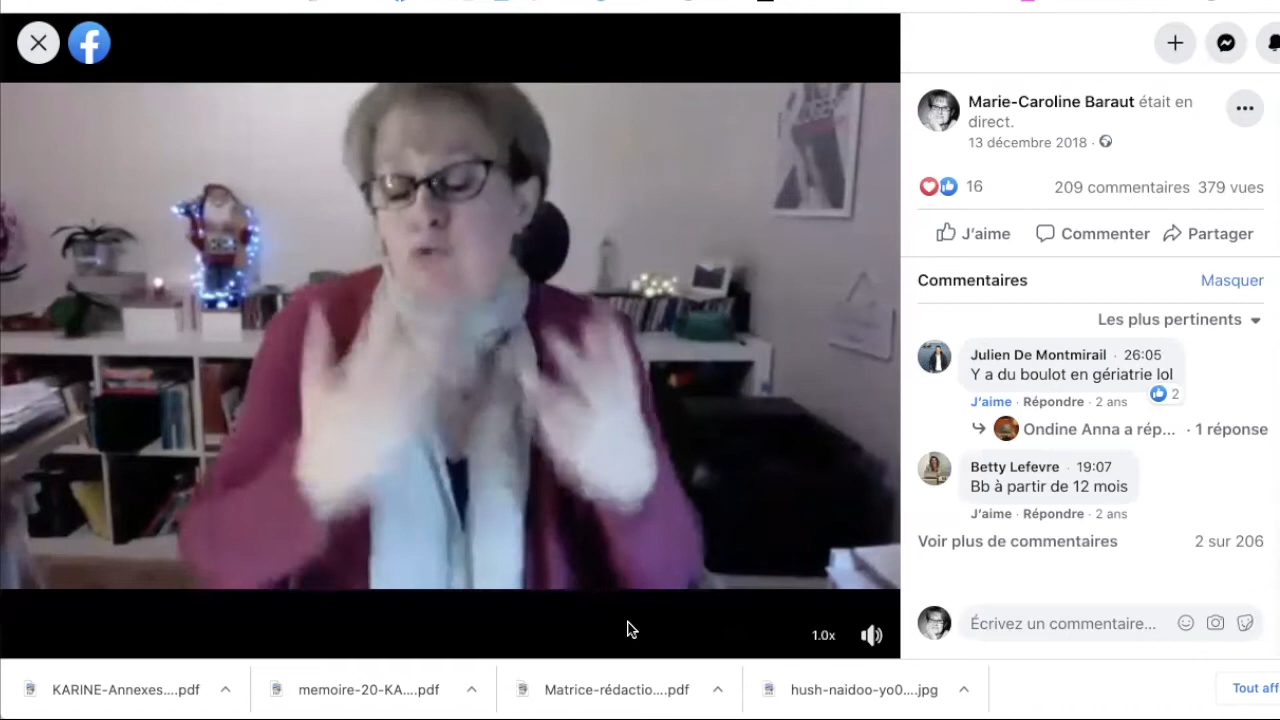 Marie-Caroline Baraut était en
direct.
13 décembre 2018 ·
16
209 commentaires 379 vues
J'aime
Commenter
Partager
Commentaires
Masquer
Les plus pertinents
Julien De Montmirail · 26:05
Y a du boulot en gériatrie lol
2
J'aime · Répondre · 2 ans
Ondine Anna a rép... · 1 réponse
Betty Lefevre · 19:07
Bb à partir de 12 mois
J'aime · Répondre · 2 ans
Voir plus de commentaires
2 sur 206
Écrivez un commentaire...
1.0x
KARINE-Annexes....pdf
memoire-20-KA....pdf
Matrice-rédactio....pdf
hush-naidoo-yo0....jpg
Tout aff